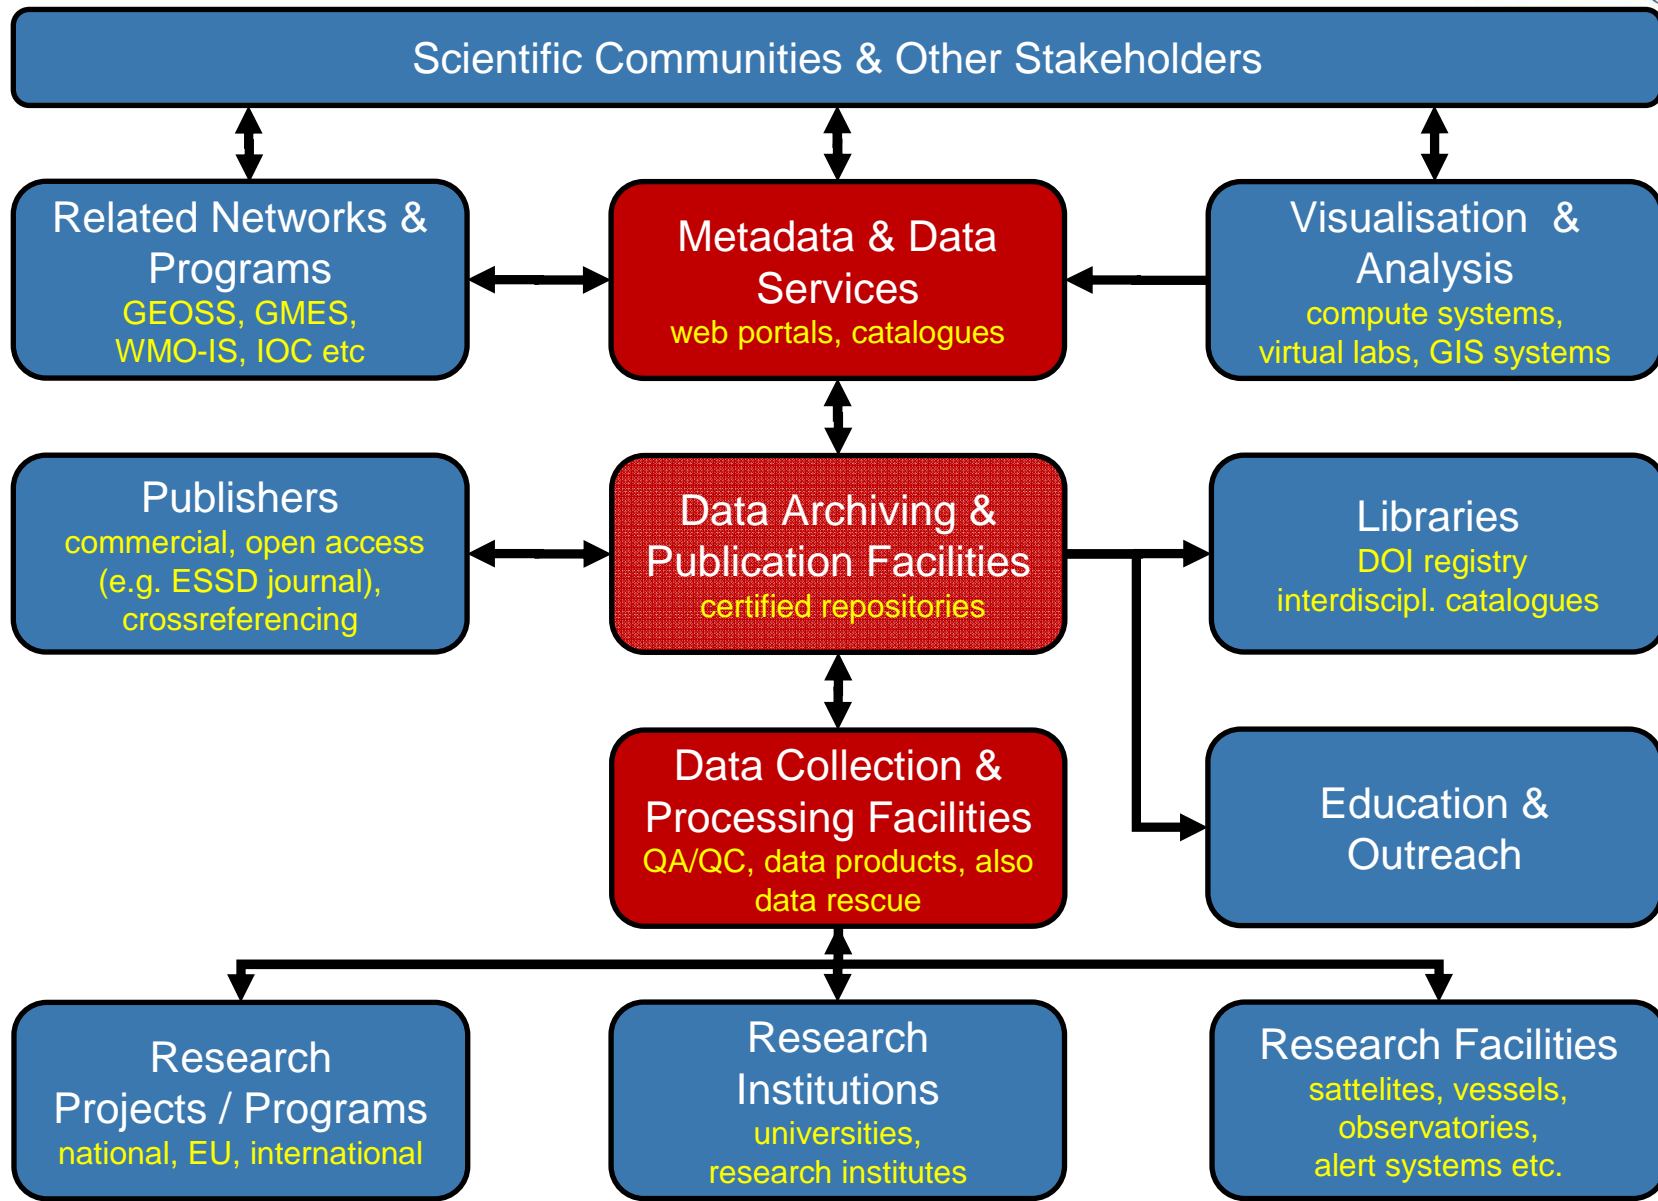 Scientific Communities & Other Stakeholders
Related Networks &
Programs
GEOSS, GMES,
WMO-IS, IOC etc
Metadata & Data
Services
web portals, catalogues
Visualisation &
Analysis
compute systems,
virtual labs, GIS systems
Publishers
commercial, open access
(e.g. ESSD journal),
crossreferencing
Data Archiving &
Publication Facilities
certified repositories
Libraries
DOI registry
interdiscipl. catalogues
Data Collection &
Processing Facilities
QA/QC, data products, also
data rescue
Education &
Outreach
Research
Projects / Programs
national, EU, international
Research
Institutions
universities,
research institutes
Research Facilities
sattelites, vessels,
observatories,
alert systems etc.